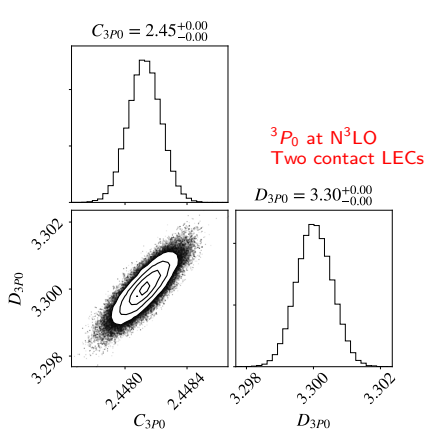 C₃P₀ = 2.45⁺⁰·⁰⁰₋₀.₀₀
³P₀ at N³LO
Two contact LECs
D₃P₀ = 3.30⁺⁰·⁰⁰₋₀.₀₀
D₃P₀
3.302
3.300
3.298
2.4480
2.4484
C₃P₀
3.298
3.300
3.302
D₃P₀